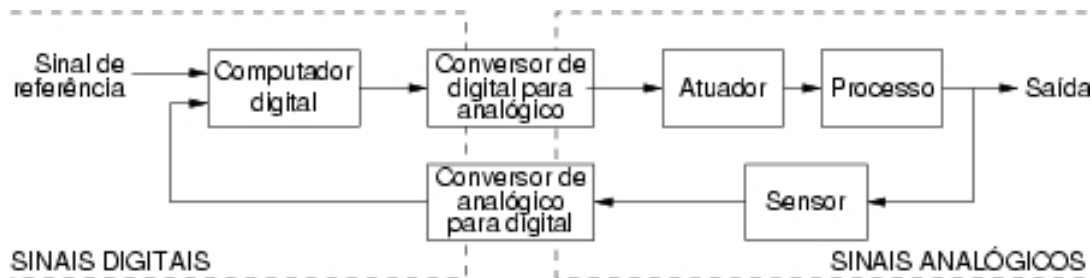 Sinal de
referência
Computador
digital
Conversor de
digital para
analógico
Atuador
Processo
Saída
Conversor de
analógico
para digital
Sensor
SINAIS DIGITAIS
SINAIS ANALÓGICOS